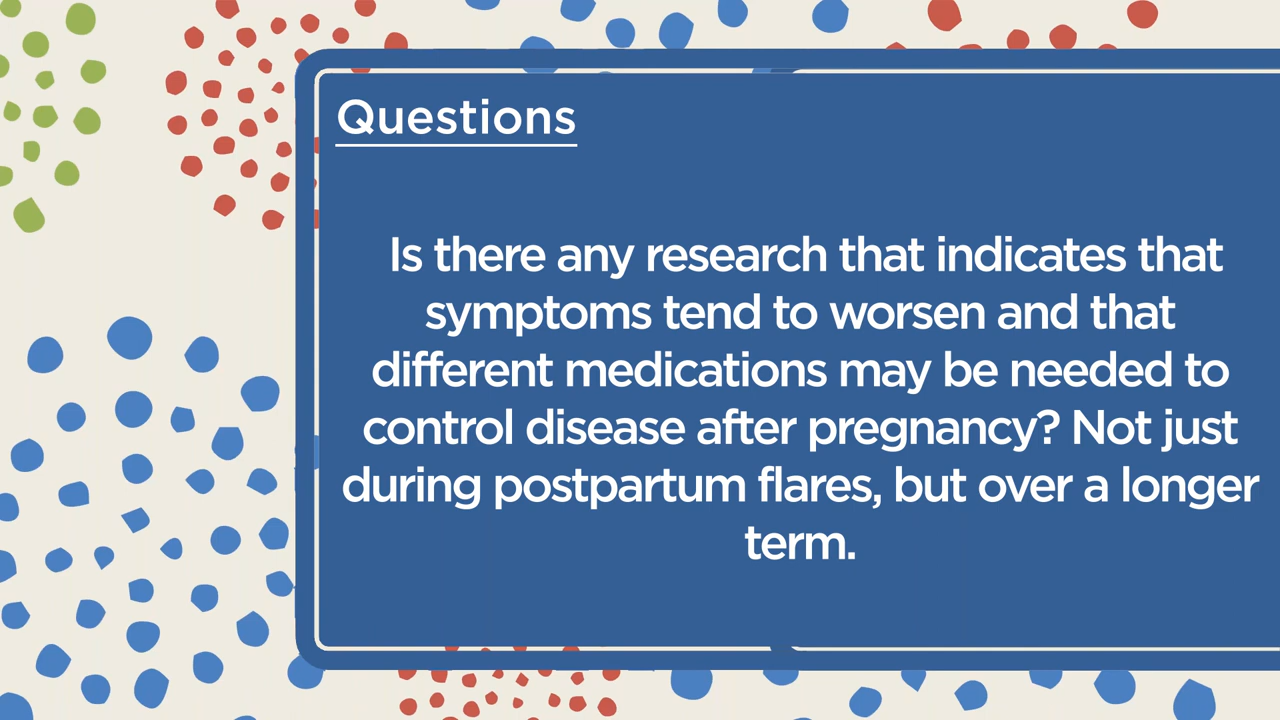 Questions
Is there any research that indicates that
symptoms tend to worsen and that
different medications may be needed to
control disease after pregnancy? Not just
during postpartum flares, but over a longer
term.